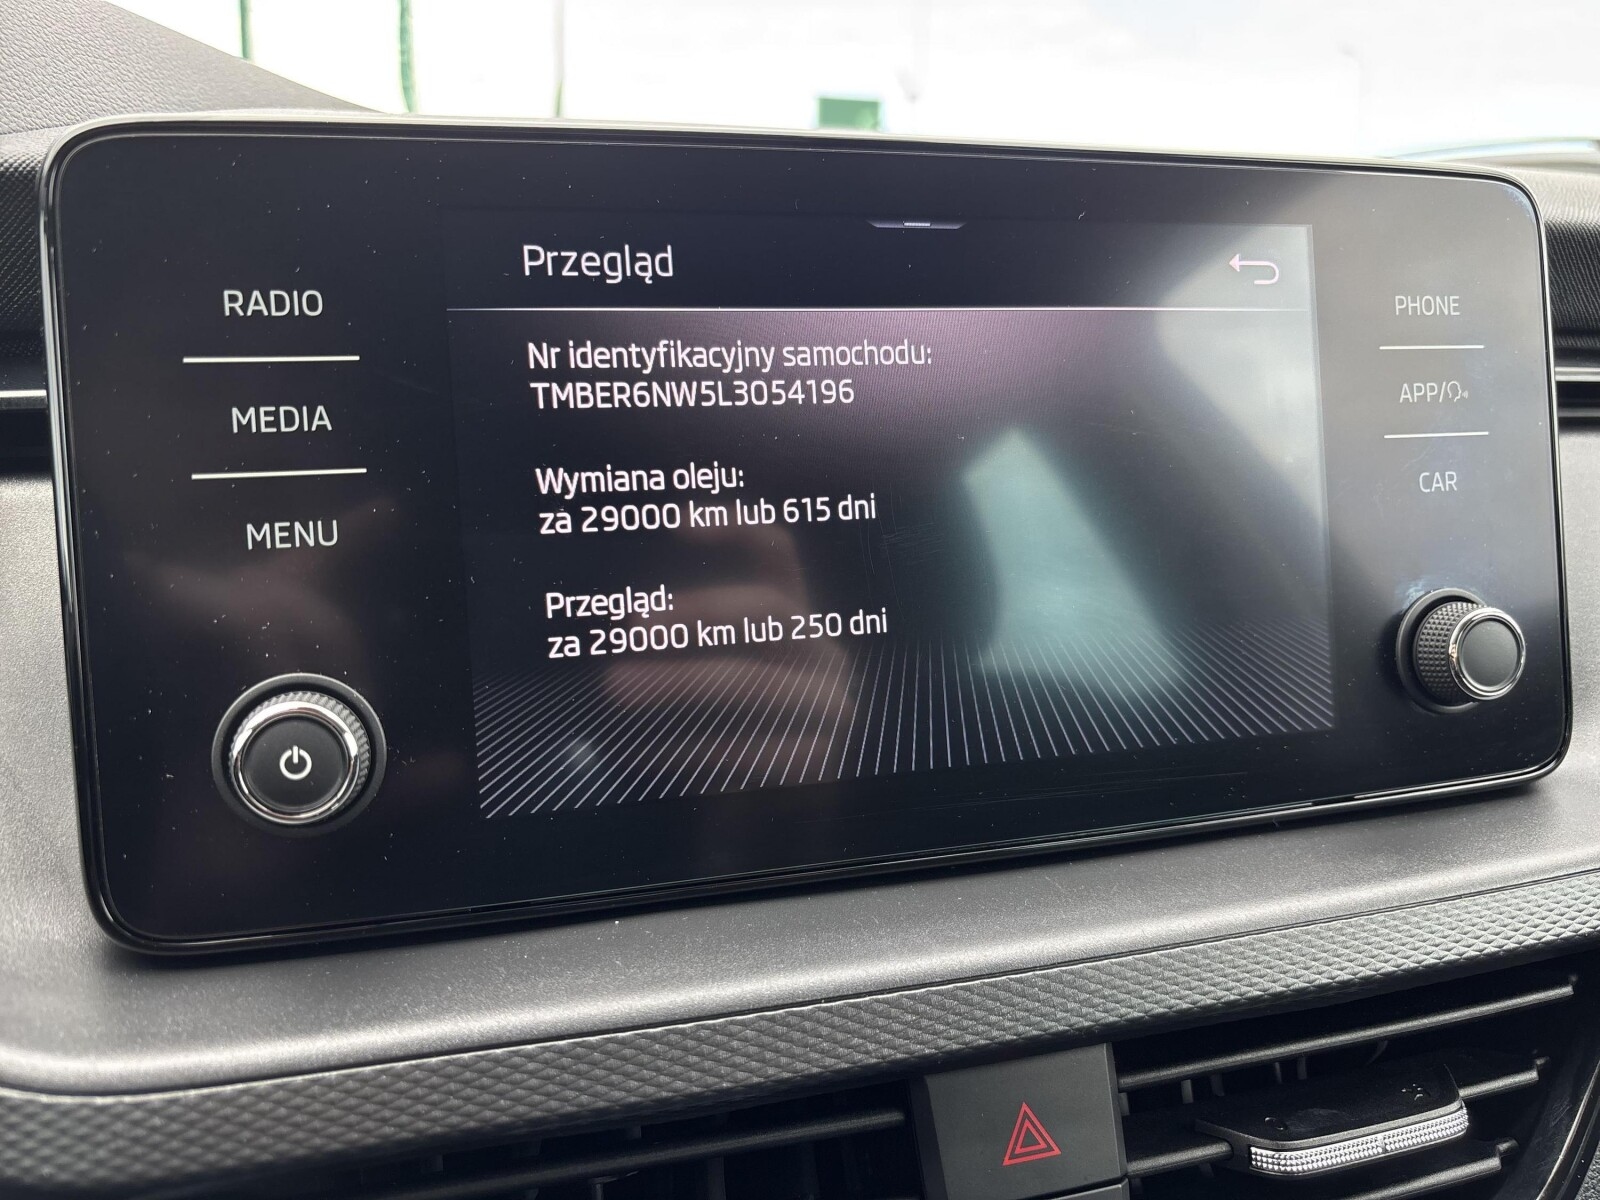 Przegląd
RADIO
MEDIA
MENU
Nr identyfikacyjny samochodu:
TMBER6NW5L3054196
Wymiana oleju:
za 29000 km lub 615 dni
Przegląd:
za 29000 km lub 250 dni
PHONE
APP/
CAR